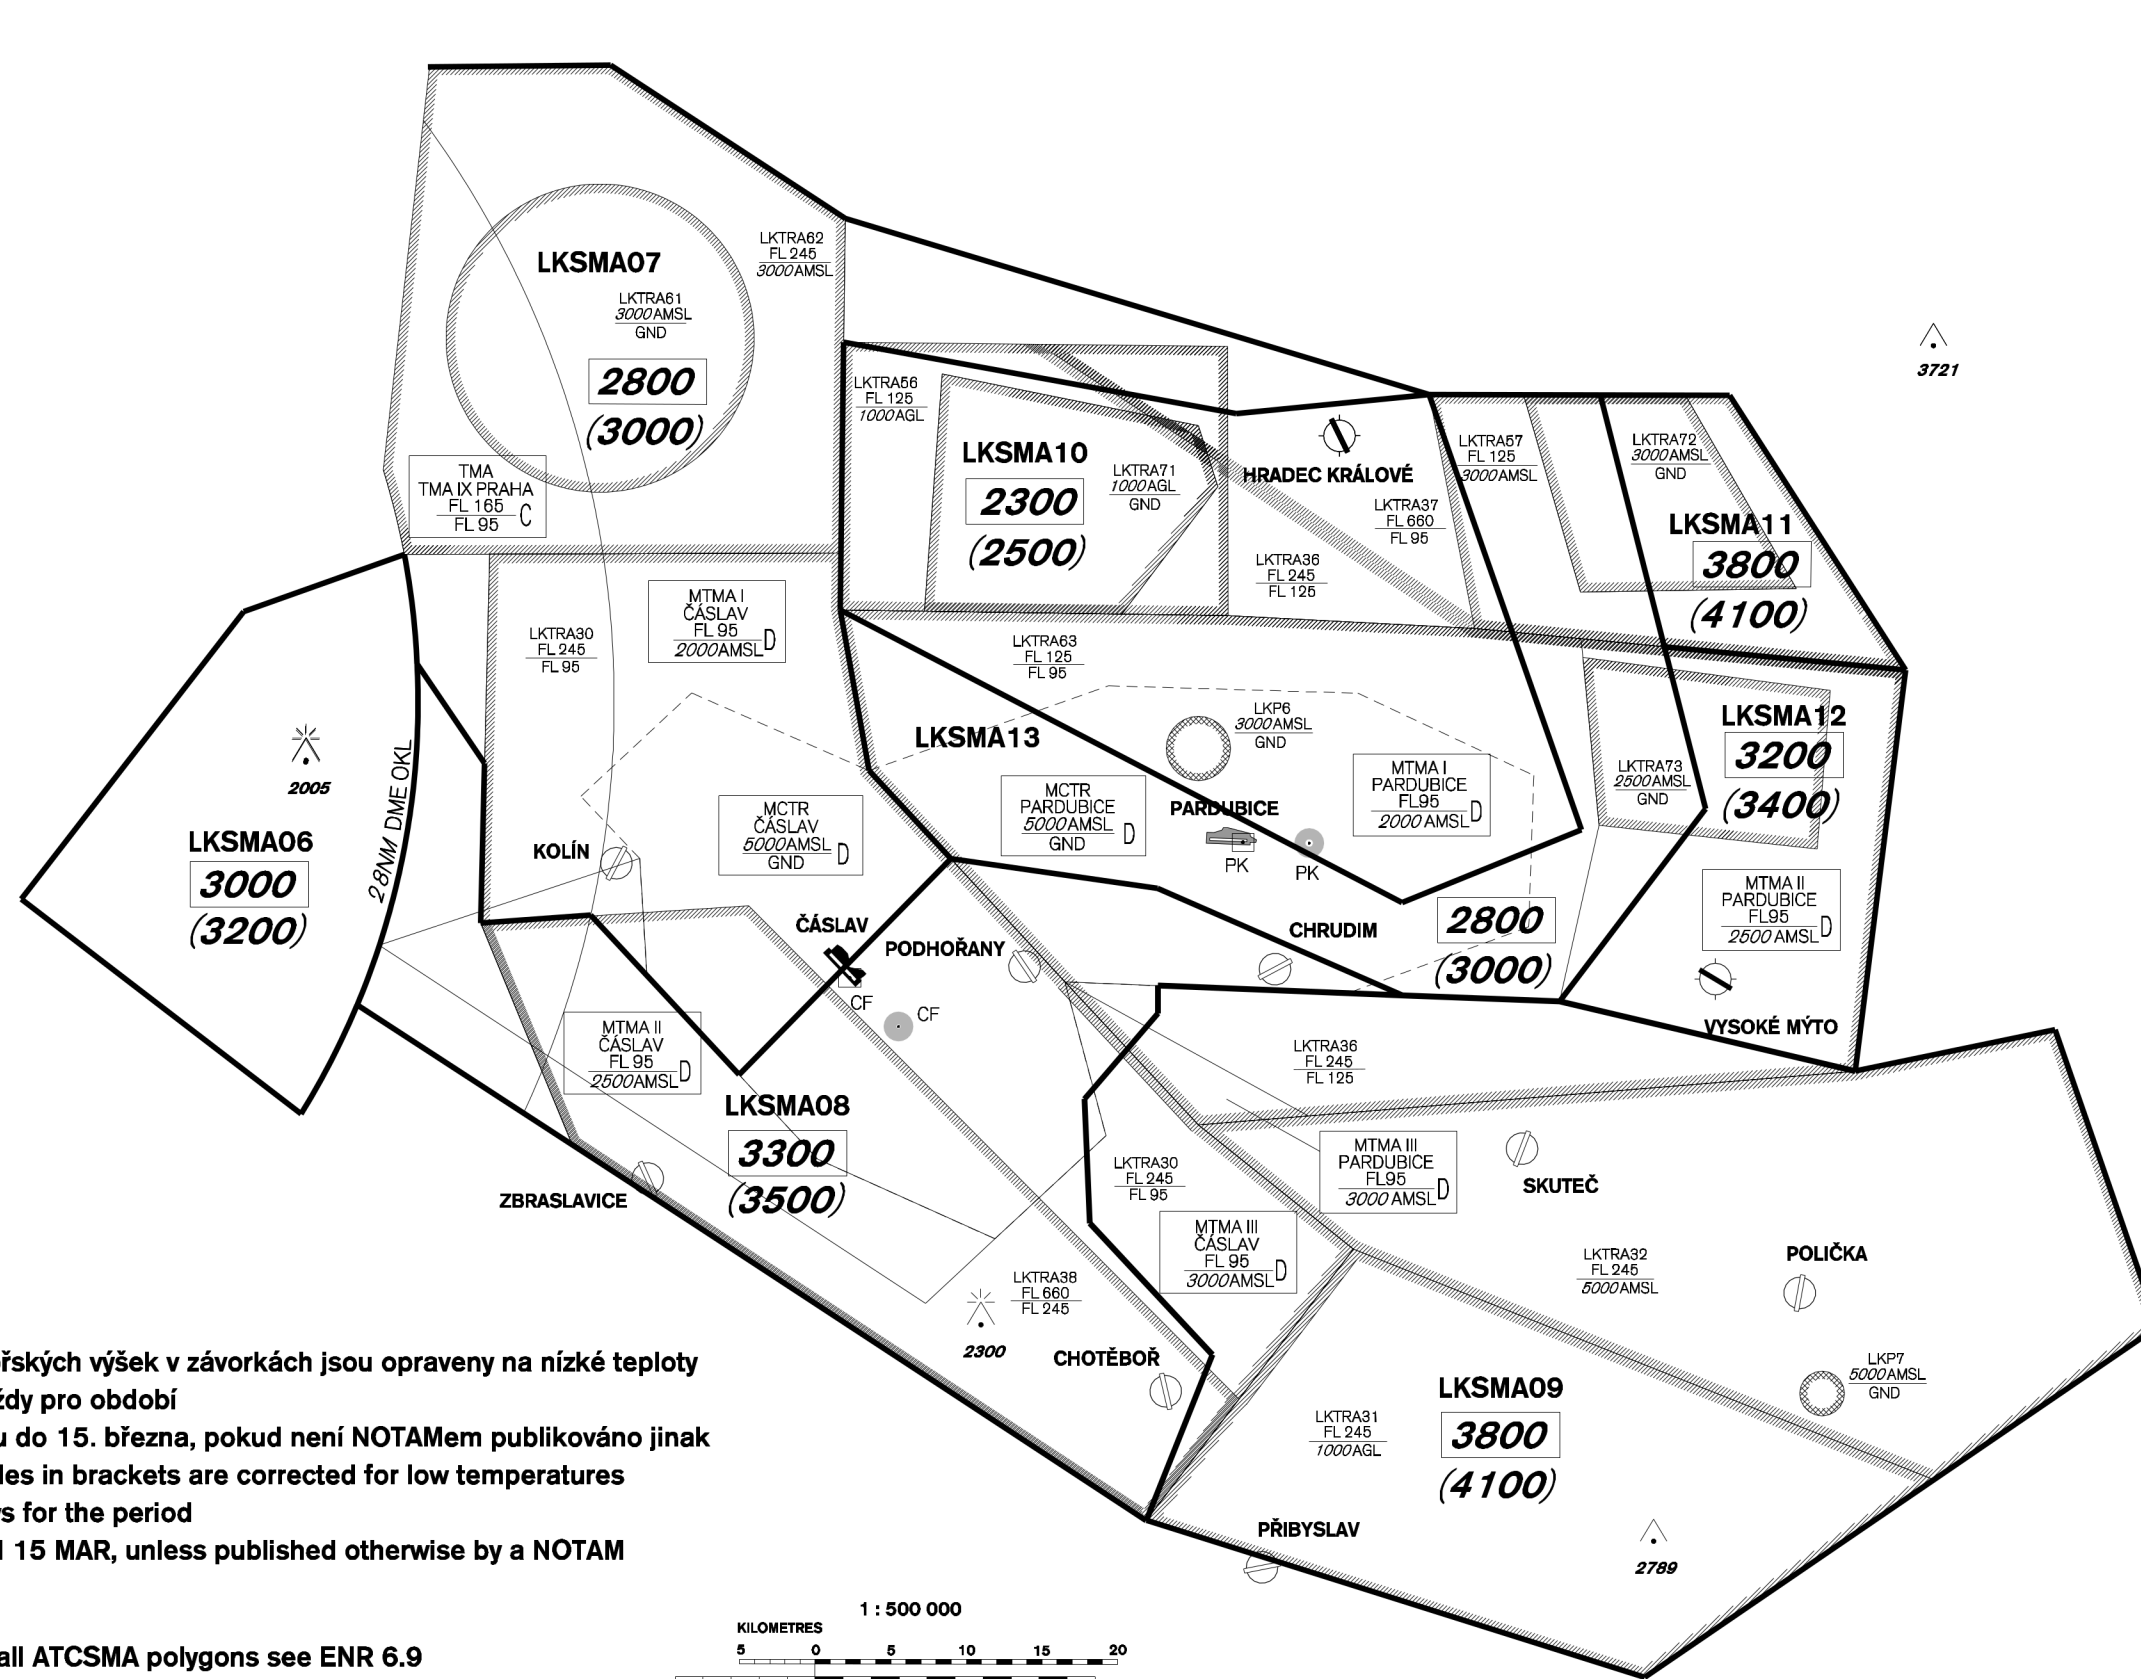 LKSMA07
LKTRA62
FL 245
3000 AMSL
LKTRA61
3000 AMSL
GND
2800
(3000)
TMA
TMA IX PRAHA
FL 165
FL 95
C
LKTRA56
FL 125
1000 AGL
LKSMA10
2300
(2500)
LKTRA71
1000 AGL
GND
HRADEC KRÁLOVÉ
LKTRA37
FL 660
FL 95
LKTRA36
FL 245
FL 125
LKTRA57
FL 125
3000 AMSL
LKTRA72
3000 AMSL
GND
LKSMA11
3800
(4100)
3721
LKTRA30
FL 245
FL 95
MTMA I
ČÁSLAV
FL 95
2000 AMSL
D
LKTRA63
FL 125
FL 95
LKSMA13
LKP6
3000 AMSL
GND
LKSMA12
3200
(3400)
LKTRA73
2500 AMSL
GND
2005
28NM DME OKL
LKSMA06
3000
(3200)
KOLÍN
MCTR
ČÁSLAV
5000 AMSL
GND
D
MCTR
PARDUBICE
5000 AMSL
GND
D
PARDUBICE
PK
PK
MTMA I
PARDUBICE
FL95
2000 AMSL
D
MTMA II
PARDUBICE
FL95
2500 AMSL
D
ČÁSLAV
PODHOŘANY
CF
CF
CHRUDIM
2800
(3000)
VYSOKÉ MÝTO
MTMA II
ČÁSLAV
FL 95
2500 AMSL
D
LKTRA36
FL 245
FL 125
LKSMA08
3300
(3500)
ZBRASLAVICE
LKTRA30
FL 245
FL 95
MTMA III
PARDUBICE
FL95
3000 AMSL
D
SKUTEČ
MTMA III
ČÁSLAV
FL 95
3000 AMSL
D
LKTRA32
FL 245
5000 AMSL
POLIČKA
LKTRA38
FL 660
FL 245
2300
CHOTĚBOŘ
LKP7
5000 AMSL
GND
LKSMA09
3800
(4100)
LKTRA31
FL 245
1000 AGL
PŘIBYSLAV
2789
výšek v závorkách jsou opraveny na nízké teploty
pro období
do 15. března, pokud není NOTAMem publikováno jinak
in brackets are corrected for low temperatures
for the period
15 MAR, unless published otherwise by a NOTAM
all ATCSMA polygons see ENR 6.9
1 : 500 000
KILOMETRES
5 0 5 10 15 20